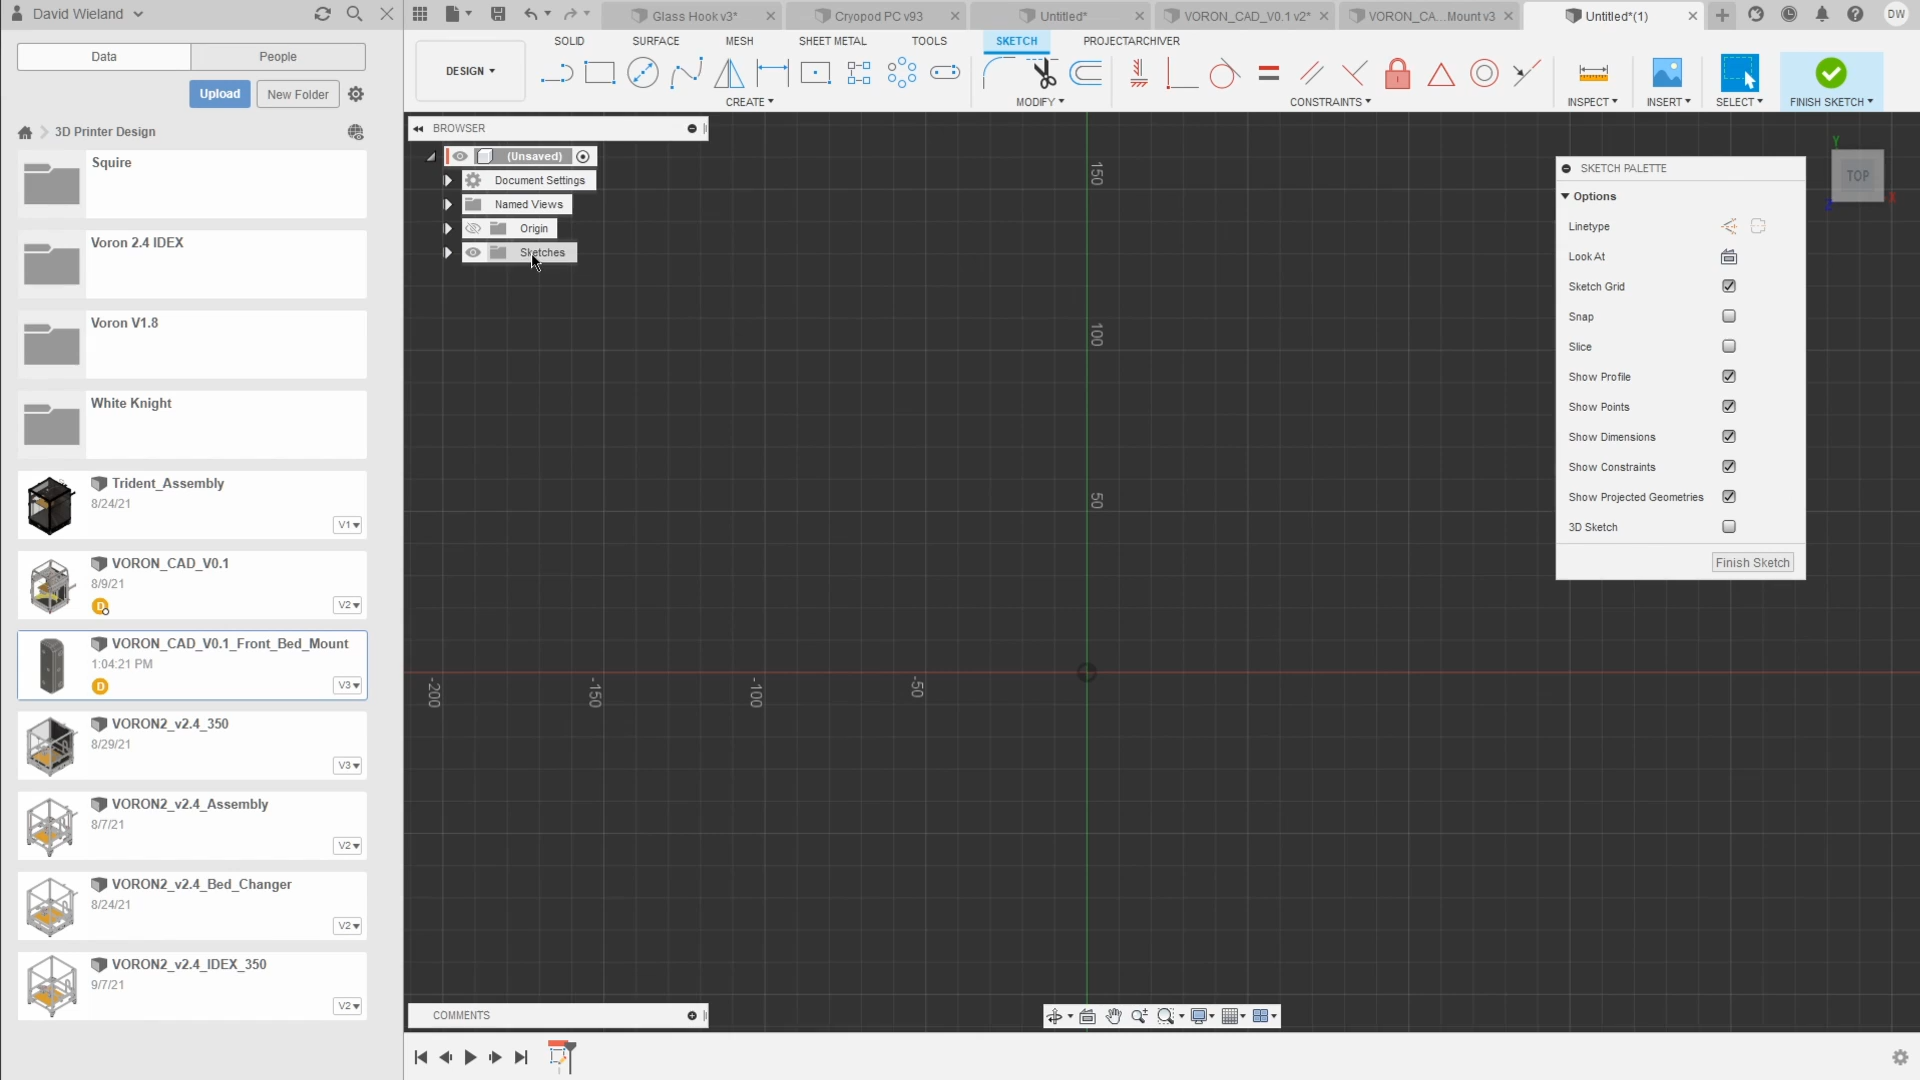 David Wieland
Glass Hook v3*
Cryopod PC v93
Untitled*
VORON_CAD_V0.1 v2*
VORON_CA...Mount v3
Untitled*(1)
DW
Data
People
Upload
New Folder
3D Printer Design
Squire
Voron 2.4 IDEX
Voron V1.8
White Knight
Trident_Assembly
8/24/21
V1
VORON_CAD_V0.1
8/9/21
D
V2
VORON_CAD_V0.1_Front_Bed_Mount
1:04:21 PM
D
V3
VORON2_v2.4_350
8/29/21
V3
VORON2_v2.4_Assembly
8/7/21
V2
VORON2_v2.4_Bed_Changer
8/24/21
V2
VORON2_v2.4_IDEX_350
9/7/21
V2
DESIGN
SOLID
SURFACE
MESH
SHEET METAL
TOOLS
SKETCH
PROJECTARCHIVER
CREATE
MODIFY
CONSTRAINTS
INSPECT
INSERT
SELECT
FINISH SKETCH
BROWSER
(Unsaved)
Document Settings
Named Views
Origin
Sketches
150
100
50
-200
-150
-100
-50
Y
TOP
X
SKETCH PALETTE
Options
Linetype
Look At
Sketch Grid
Snap
Slice
Show Profile
Show Points
Show Dimensions
Show Constraints
Show Projected Geometries
3D Sketch
Finish Sketch
COMMENTS